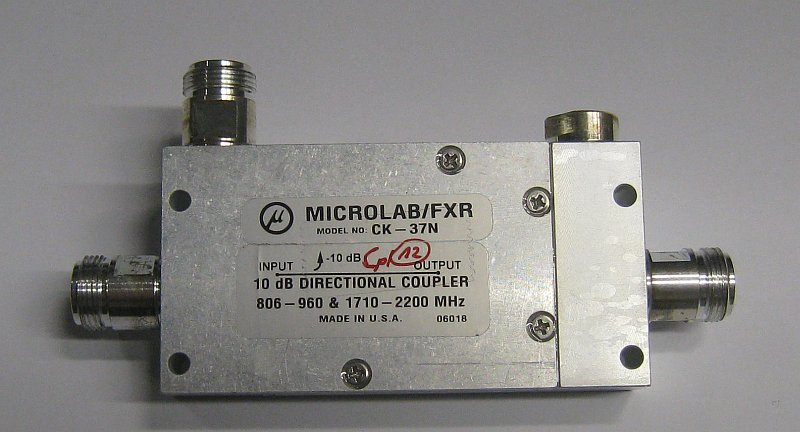 μ MICROLAB/FXR
MODEL NO: CK-37N
-10 dB Cpl 12
INPUT OUTPUT
10 dB DIRECTIONAL COUPLER
806-960 & 1710-2200 MHz
MADE IN U.S.A. 06018